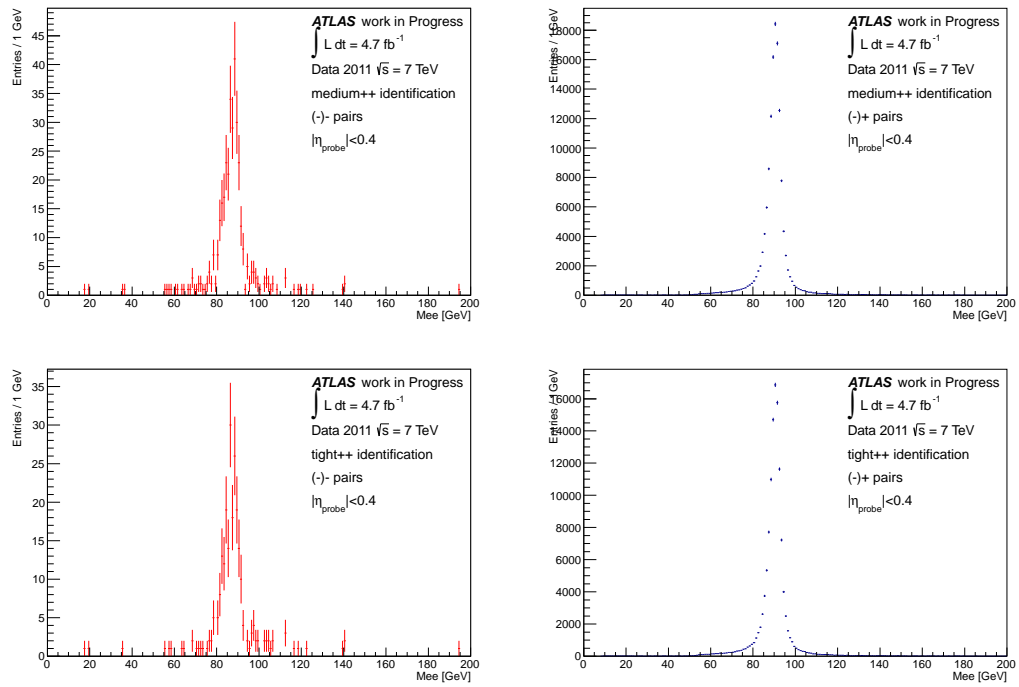 Entries / 1 GeV
45
40
35
30
25
20
15
10
5
0
0 20 40 60 80 100 120 140 160 180 200
Mee [GeV]
ATLAS work in Progress
∫ L dt = 4.7 fb⁻¹
Data 2011 √s = 7 TeV
medium++ identification
(-)- pairs
|η_probe|<0.4
Entries / 1 GeV
18000
16000
14000
12000
10000
8000
6000
4000
2000
0
0 20 40 60 80 100 120 140 160 180 200
Mee [GeV]
ATLAS work in Progress
∫ L dt = 4.7 fb⁻¹
Data 2011 √s = 7 TeV
medium++ identification
(-)+ pairs
|η_probe|<0.4
Entries / 1 GeV
35
30
25
20
15
10
5
0
0 20 40 60 80 100 120 140 160 180 200
Mee [GeV]
ATLAS work in Progress
∫ L dt = 4.7 fb⁻¹
Data 2011 √s = 7 TeV
tight++ identification
(-)- pairs
|η_probe|<0.4
Entries / 1 GeV
16000
14000
12000
10000
8000
6000
4000
2000
0
0 20 40 60 80 100 120 140 160 180 200
Mee [GeV]
ATLAS work in Progress
∫ L dt = 4.7 fb⁻¹
Data 2011 √s = 7 TeV
tight++ identification
(-)+ pairs
|η_probe|<0.4